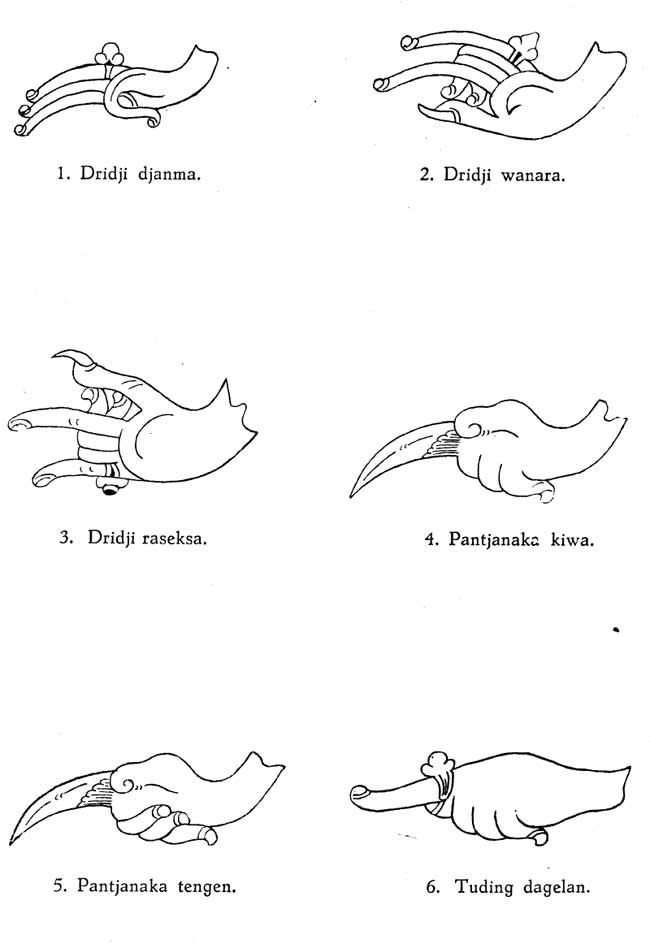 1. Dridji djanma.
2. Dridji wanara.
3. Dridji raseksa.
4. Pantjanaka kiwa.
5. Pantjanaka tengen.
6. Tuding dagelan.